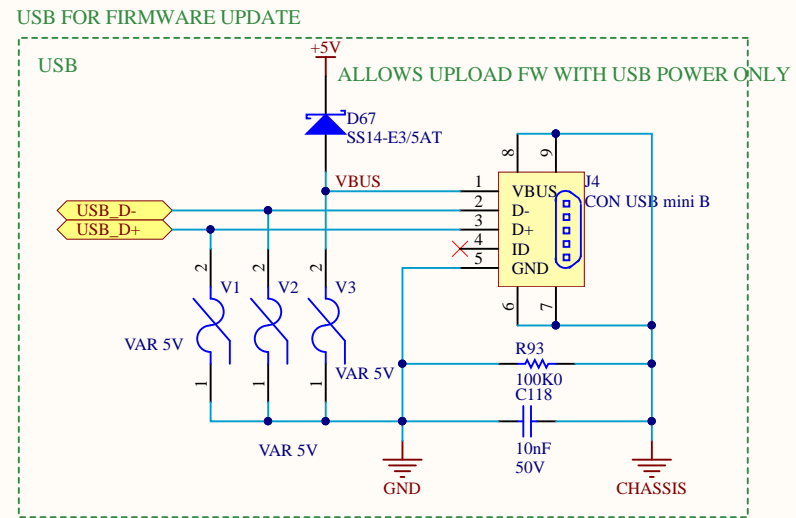 USB FOR FIRMWARE UPDATE
USB
+5V
ALLOWS UPLOAD FW WITH USB POWER ONLY
D67
SS14-E3/5AT
VBUS
8
9
J4
CON USB mini B
1
VBUS
USB_D-
2
D-
USB_D+
3
D+
4
ID
5
GND
2
V1
2
V2
2
V3
6
7
VAR 5V
R93
100K0
VAR 5V
1
1
1
C118
10nF
50V
VAR 5V
GND
CHASSIS